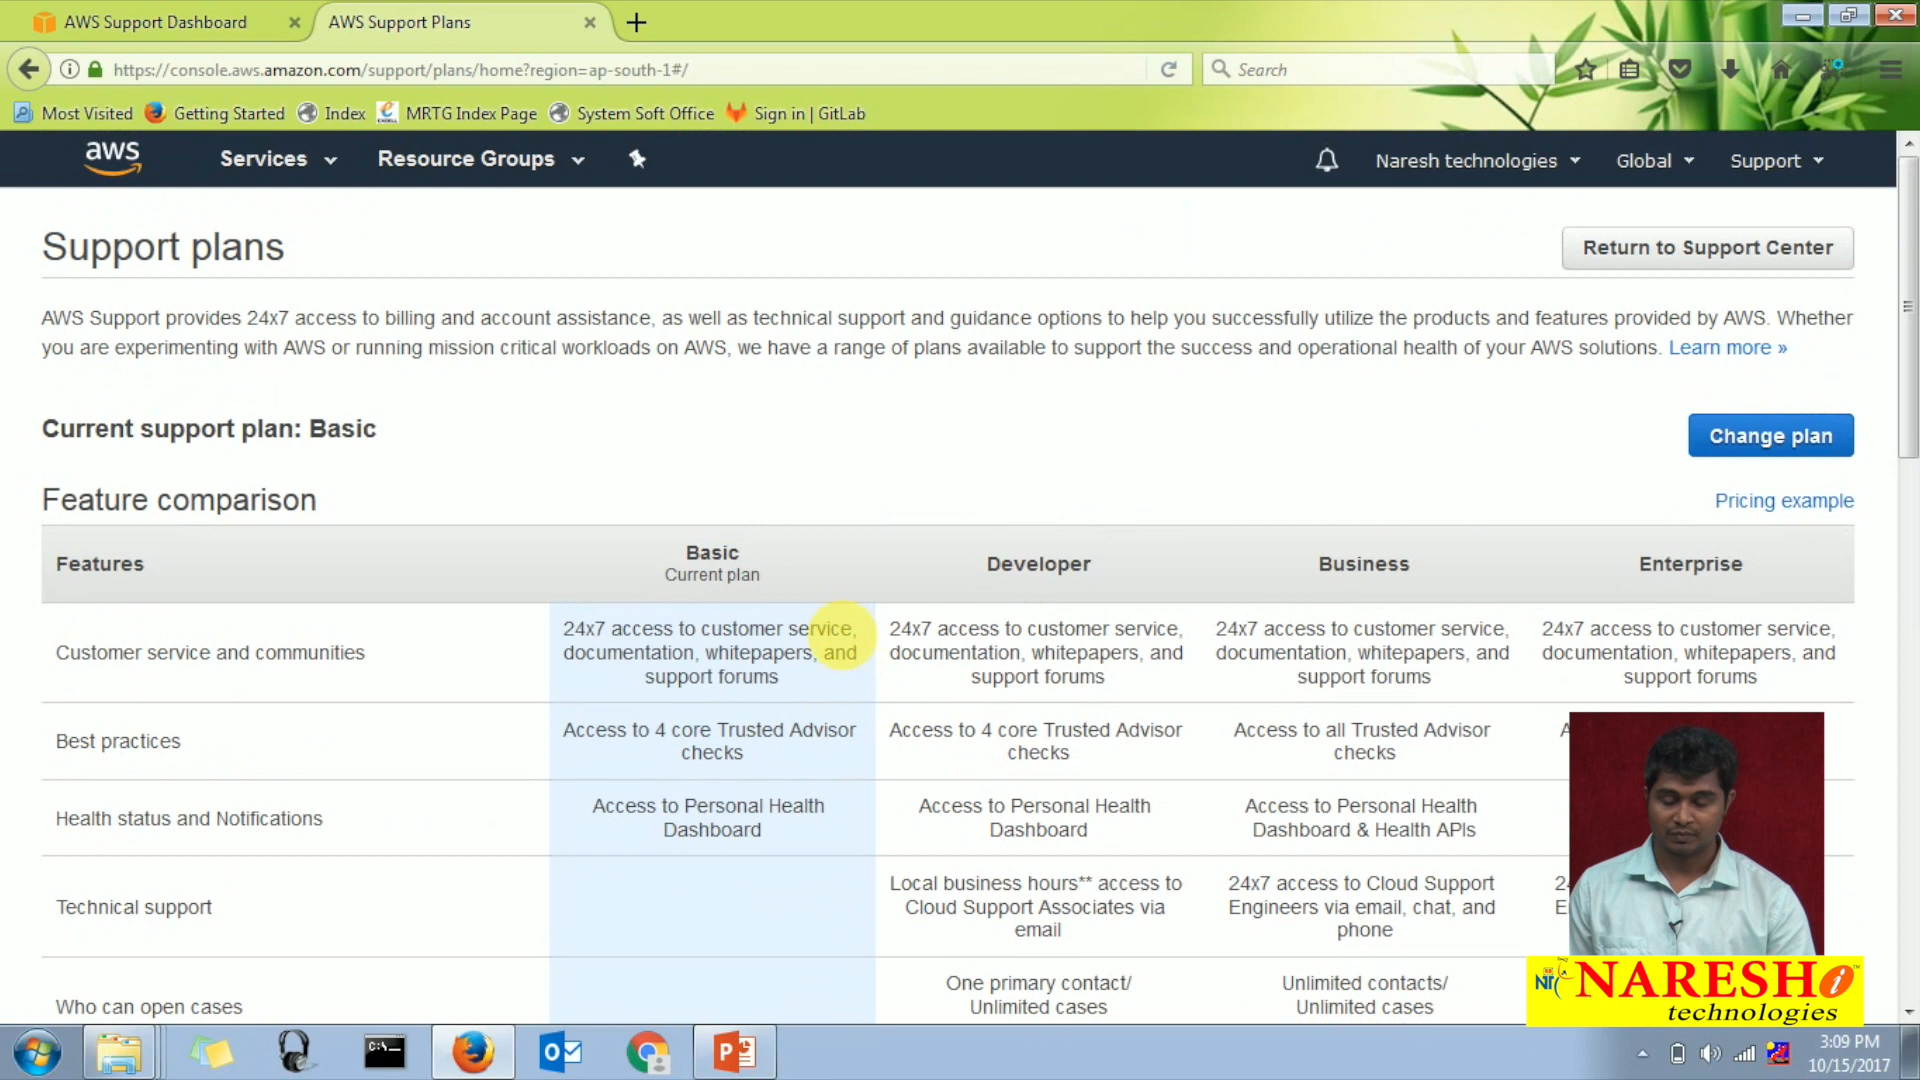 AWS Support Dashboard
AWS Support Plans
https://console.aws.amazon.com/support/plans/home?region=ap-south-1#/
Search
Most Visited
Getting Started
Index
MRTG Index Page
System Soft Office
Sign in | GitLab
aws
Services
Resource Groups
Naresh technologies
Global
Support
Support plans
Return to Support Center
AWS Support provides 24x7 access to billing and account assistance, as well as technical support and guidance options to help you successfully utilize the products and features provided by AWS. Whether
you are experimenting with AWS or running mission critical workloads on AWS, we have a range of plans available to support the success and operational health of your AWS solutions. Learn more »
Current support plan: Basic
Change plan
Feature comparison
Pricing example
Features
Basic
Current plan
Developer
Business
Enterprise
Customer service and communities
24x7 access to customer service,
documentation, whitepapers, and
support forums
24x7 access to customer service,
documentation, whitepapers, and
support forums
24x7 access to customer service,
documentation, whitepapers, and
support forums
24x7 access to customer service,
documentation, whitepapers, and
support forums
Best practices
Access to 4 core Trusted Advisor
checks
Access to 4 core Trusted Advisor
checks
Access to all Trusted Advisor
checks
Health status and Notifications
Access to Personal Health
Dashboard
Access to Personal Health
Dashboard
Access to Personal Health
Dashboard & Health APIs
Technical support
Local business hours** access to
Cloud Support Associates via
email
24x7 access to Cloud Support
Engineers via email, chat, and
phone
Who can open cases
One primary contact/
Unlimited cases
Unlimited contacts/
Unlimited cases
NARESH i
technologies
3:09 PM
10/15/2017